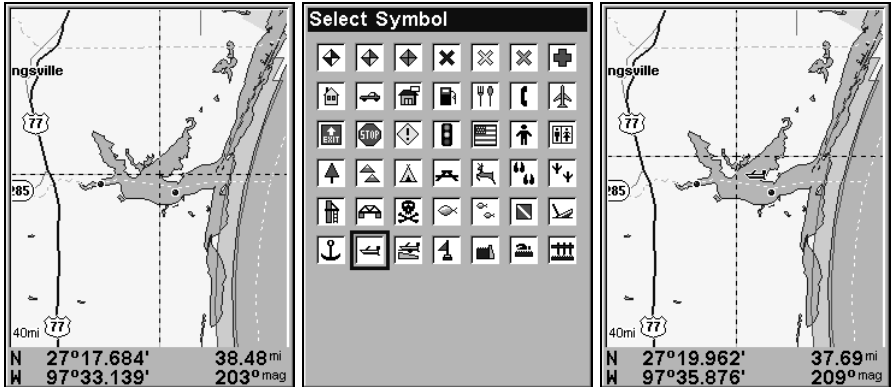 ngsville
77
285
40mi
77
N 27°17.684' 38.48 mi
W 97°33.139' 203° mag
Select Symbol
EXIT
STOP
!
ngsville
77
85
40mi
77
N 27°19.962' 37.69 mi
W 97°35.876' 209° mag